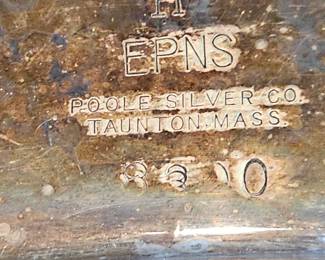 EPNS
POOLE SILVER CO
TAUNTON. MASS